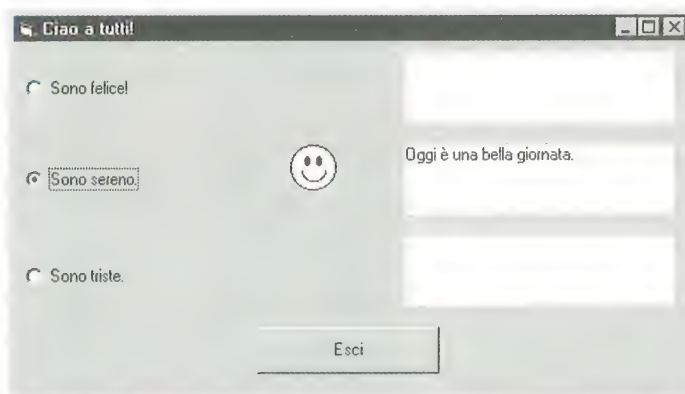 Ciao a tutti!
Sono felice!
Oggi è una bella giornata.
Sono sereno.
Sono triste.
Esci